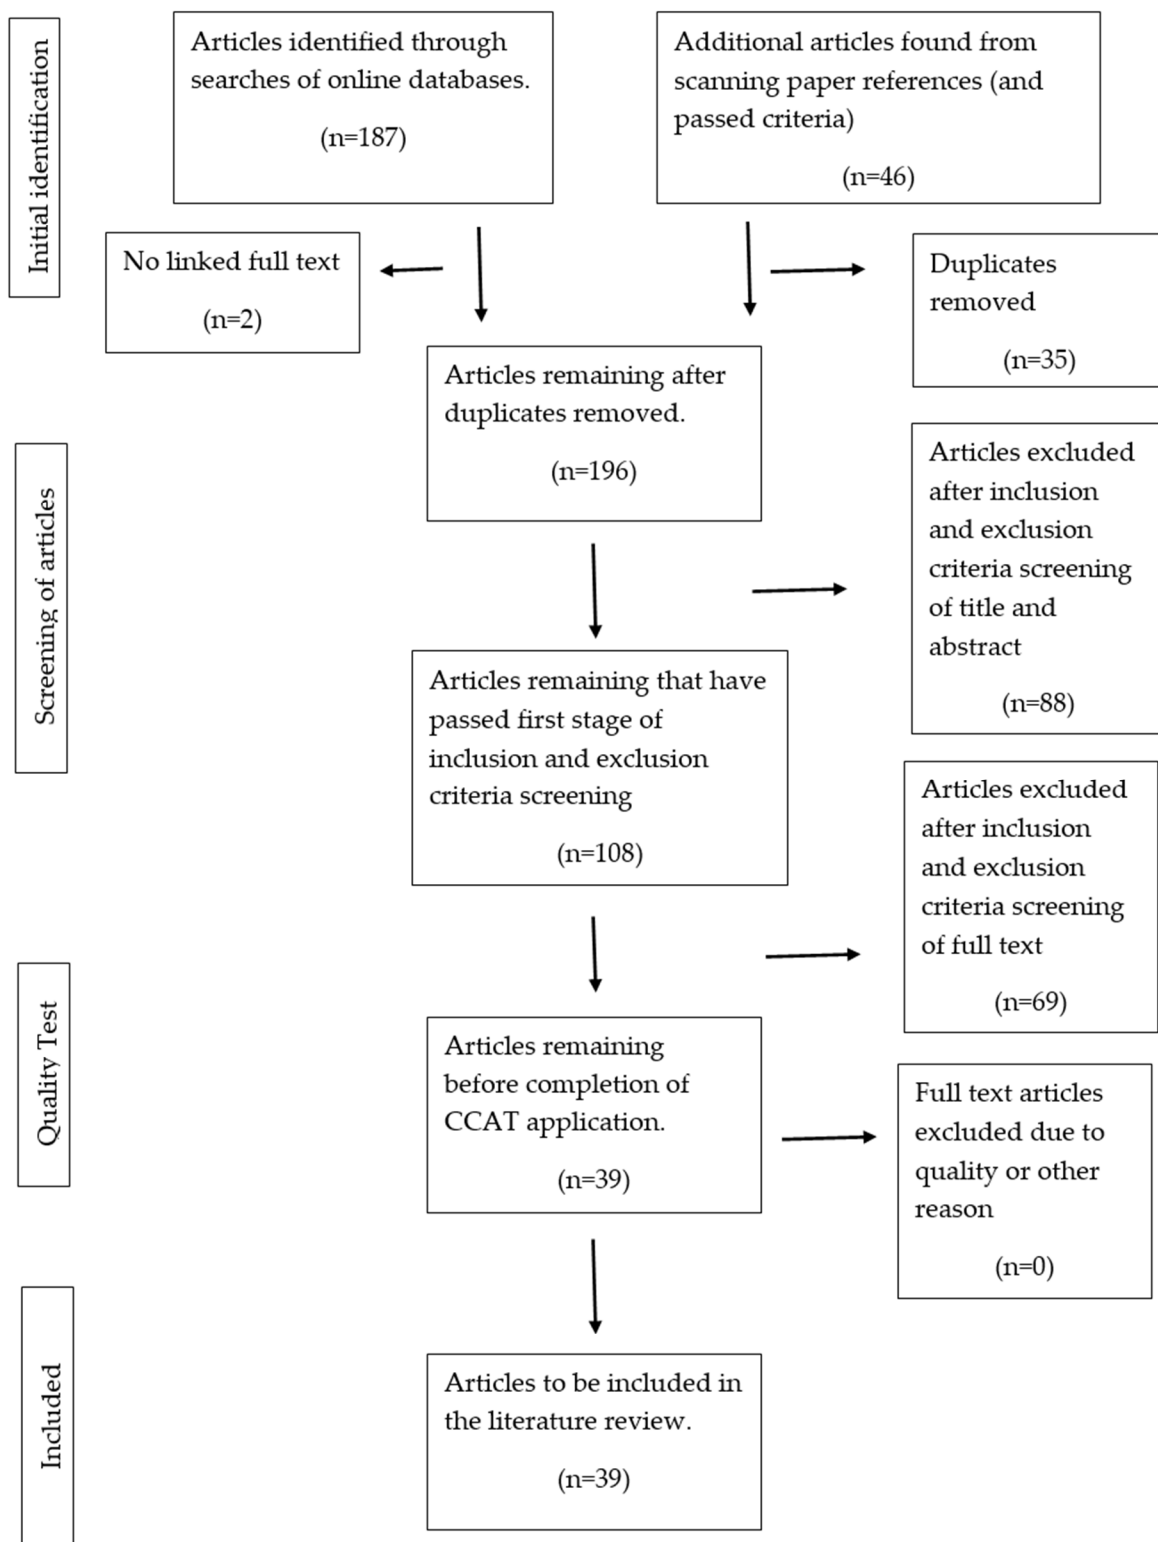 Initial identification
Articles identified through
searches of online databases.
(n=187)
Additional articles found from
scanning paper references (and
passed criteria)
(n=46)
No linked full text
(n=2)
Duplicates
removed
(n=35)
Articles remaining after
duplicates removed.
(n=196)
Screening of articles
Articles excluded
after inclusion
and exclusion
criteria screening
of title and
abstract
(n=88)
Articles remaining that have
passed first stage of
inclusion and exclusion
criteria screening
(n=108)
Articles excluded
after inclusion
and exclusion
criteria screening
of full text
(n=69)
Quality Test
Articles remaining
before completion of
CCAT application.
(n=39)
Full text articles
excluded due to
quality or other
reason
(n=0)
Included
Articles to be included in
the literature review.
(n=39)